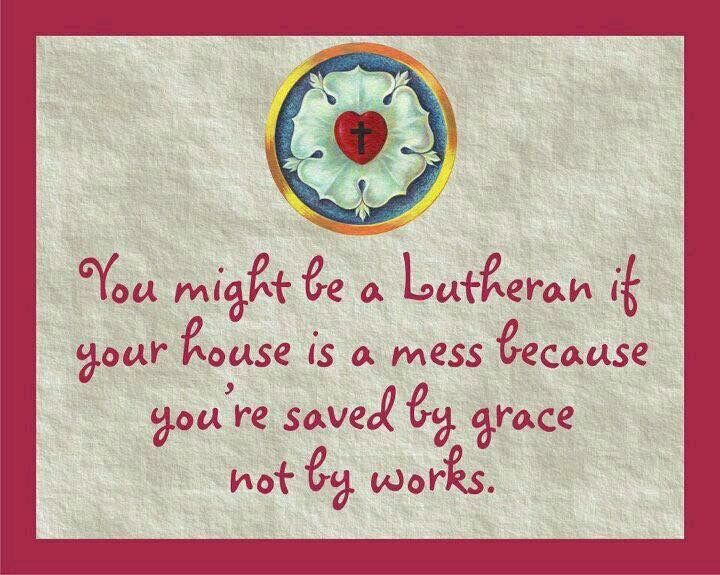 You might be a Lutheran if
your house is a mess because
you're saved by grace
not by works.